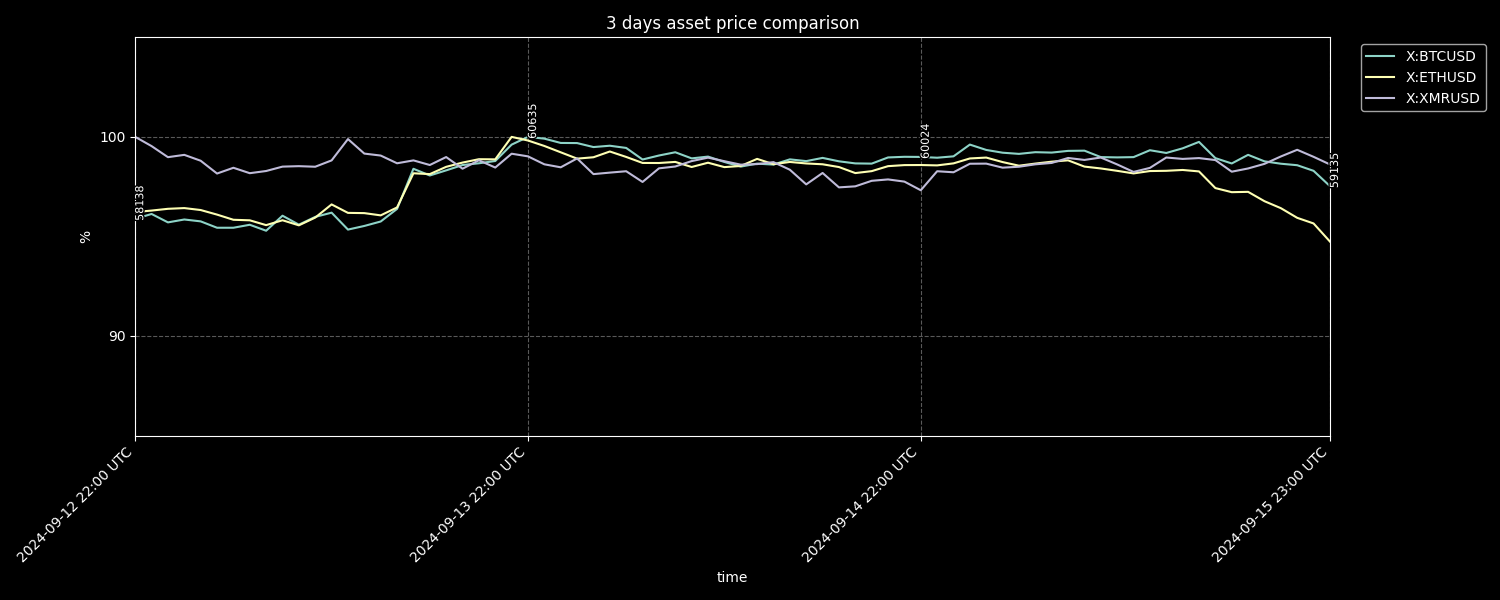 3 days asset price comparison
X:BTCUSD
X:ETHUSD
X:XMRUSD
100
90
%
58138
60635
60024
59135
2024-09-12 22:00 UTC
2024-09-13 22:00 UTC
2024-09-14 22:00 UTC
2024-09-15 23:00 UTC
time